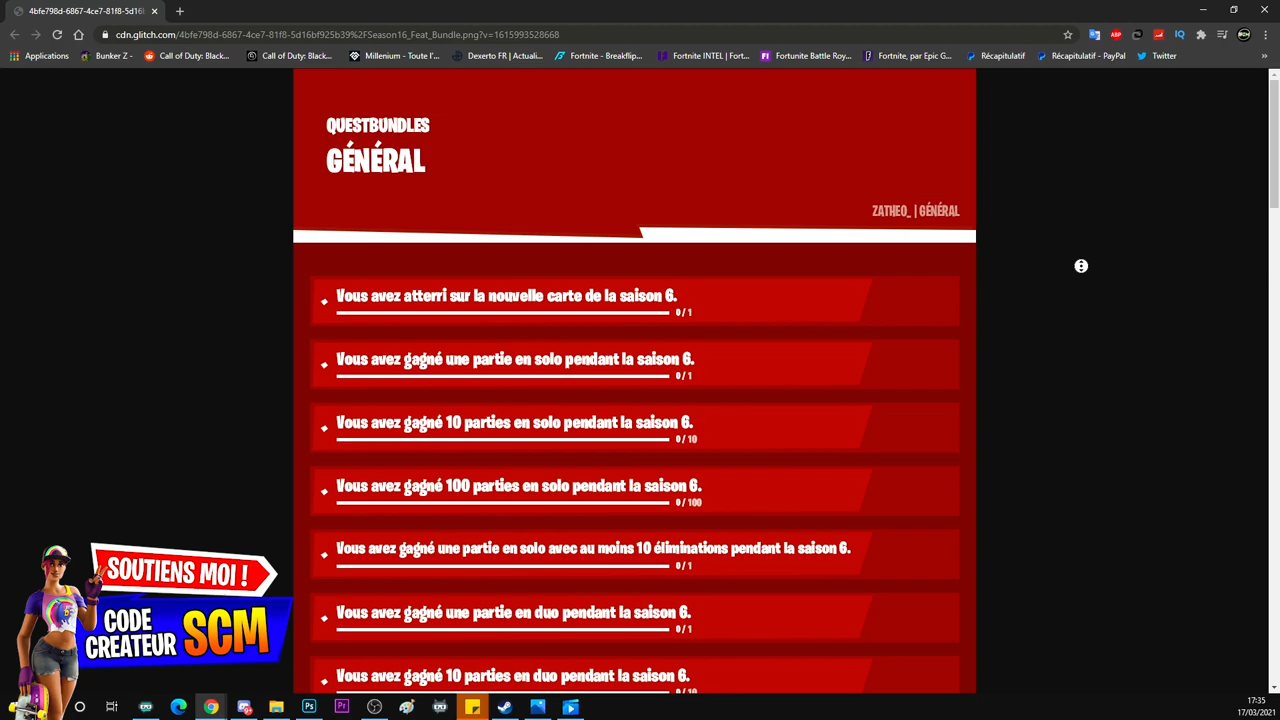 4bfe798d-6867-4ce7-81f8-5d16b
cdn.glitch.com/4bfe798d-6867-4ce7-81f8-5d16bf925b39%2FSeason16_Feat_Bundle.png?v=1615993528668
Applications
Bunker Z -
Call of Duty: Black...
Call of Duty: Black...
Millenium - Toute l'...
Dexerto FR | Actuali...
Fortnite - Breakflip...
Fortnite INTEL | Fort...
Fortunite Battle Roy...
Fortnite, par Epic G...
Récapitulatif
Récapitulatif - PayPal
Twitter
QUESTBUNDLES
GÉNÉRAL
ZATHEO_ | GÉNÉRAL
Vous avez atterri sur la nouvelle carte de la saison 6.
0 / 1
Vous avez gagné une partie en solo pendant la saison 6.
0 / 1
Vous avez gagné 10 parties en solo pendant la saison 6.
0 / 10
Vous avez gagné 100 parties en solo pendant la saison 6.
0 / 100
Vous avez gagné une partie en solo avec au moins 10 éliminations pendant la saison 6.
0 / 1
Vous avez gagné une partie en duo pendant la saison 6.
0 / 1
Vous avez gagné 10 parties en duo pendant la saison 6.
0 / 10
SOUTIENS MOI !
CODE
CREATEUR SCM
17:35
17/03/2021